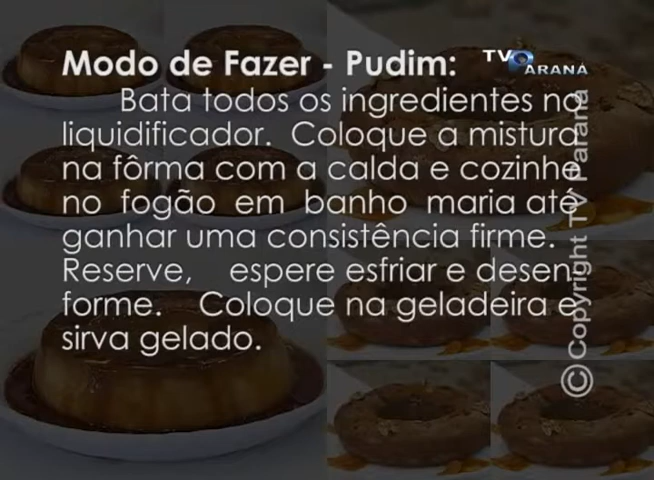 Modo de Fazer - Pudim:
TV PARANÁ
Bata todos os ingredientes no
liquidificador. Coloque a mistura
na fôrma com a calda e cozinhe
no fogão em banho maria até
ganhar uma consistência firme.
Reserve, espere esfriar e desen-
forme. Coloque na geladeira e
sirva gelado.
© Copyright TV Paraná